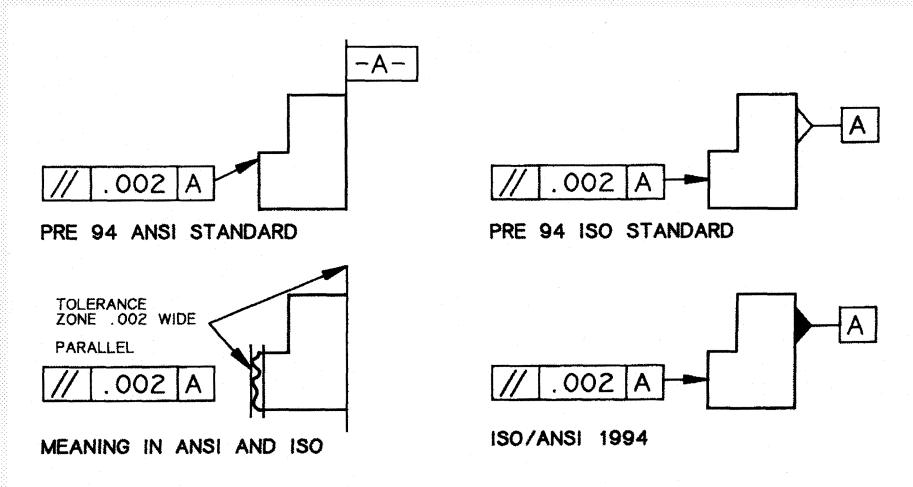 -A-
// .002 A
PRE 94 ANSI STANDARD
A
// .002 A
PRE 94 ISO STANDARD
TOLERANCE
ZONE .002 WIDE
PARALLEL
// .002 A
MEANING IN ANSI AND ISO
A
// .002 A
ISO/ANSI 1994